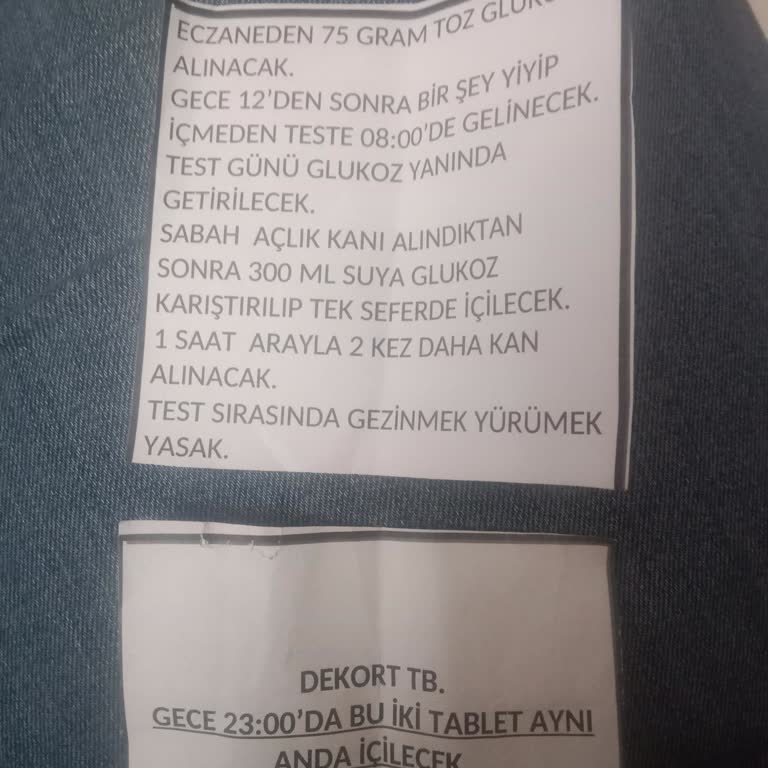 ECZANEDEN 75 GRAM TOZ
ALINACAK.
GECE 12'DEN SONRA BİR ŞEY YİYİP
İÇMEDEN TESTE 08:00'DE GELİNECEK.
TEST GÜNÜ GLUKOZ YANINDA
GETİRİLECEK.
SABAH AÇLIK KANI ALINDIKTAN
SONRA 300 ML SUYA GLUKOZ
KARIŞTIRILIP TEK SEFERDE İÇİLECEK.
1 SAAT ARAYLA 2 KEZ DAHA KAN
ALINACAK.
TEST SIRASINDA GEZİNMEK YÜRÜMEK
YASAK.
DEKORT TB.
GECE 23:00'DA BU İKİ TABLET AYNI
ANDA İÇİLECEK